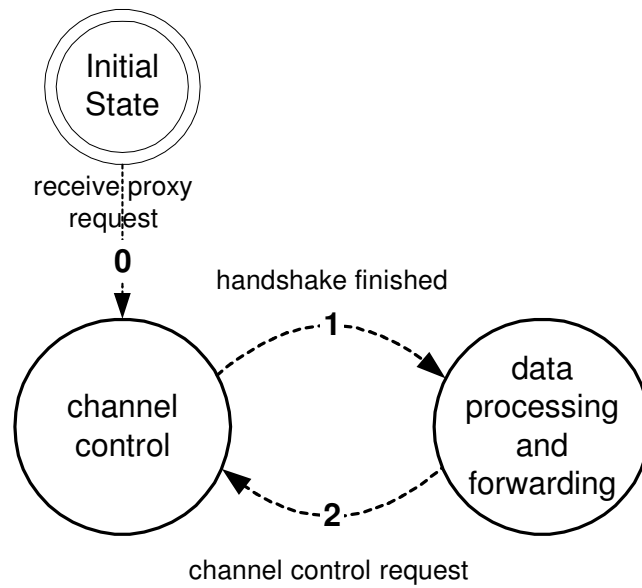 Initial
State
receive proxy
request
0
handshake finished
1
channel
control
data
processing
and
forwarding
2
channel control request